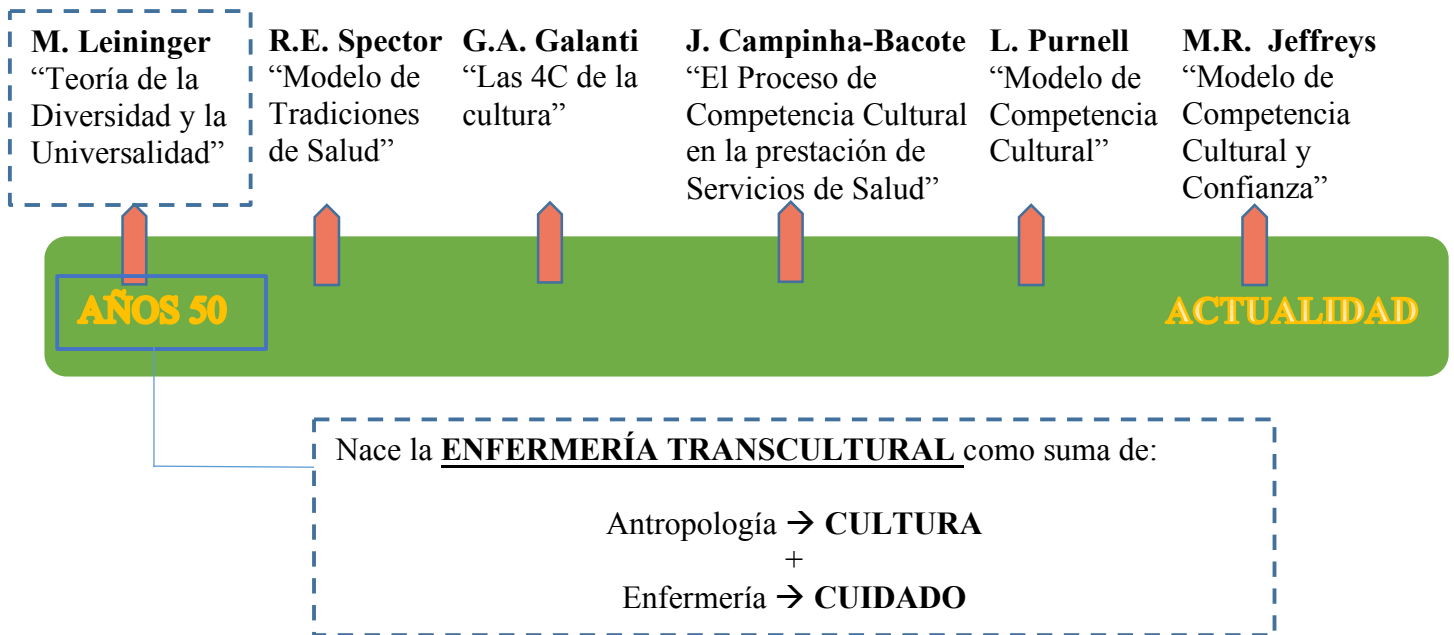 M. Leininger
“Teoría de la
Diversidad y la
Universalidad”
R.E. Spector
“Modelo de
Tradiciones
de Salud”
G.A. Galanti
“Las 4C de la
cultura”
J. Campinha-Bacote
“El Proceso de
Competencia Cultural
en la prestación de
Servicios de Salud”
L. Purnell
“Modelo de
Competencia
Cultural”
M.R. Jeffreys
“Modelo de
Competencia
Cultural y
Confianza”
AÑOS 50
ACTUALIDAD
Nace la ENFERMERÍA TRANSCULTURAL como suma de:
Antropología → CULTURA
+
Enfermería → CUIDADO